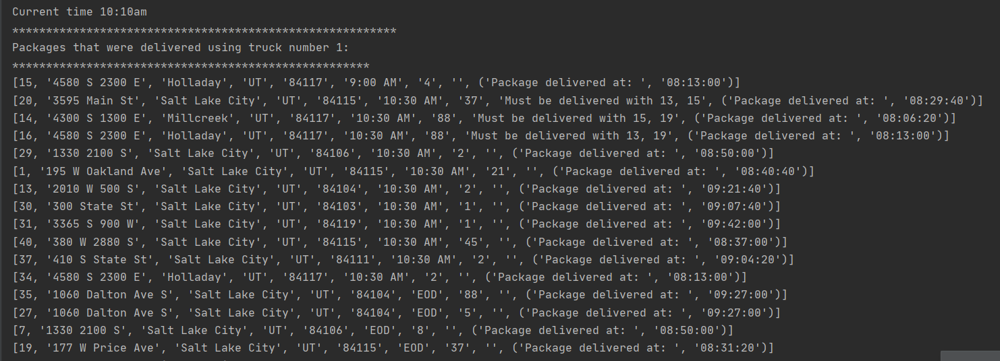 Current time 10:10am
*********************************************************
Packages that were delivered using truck number 1:
*****************************************************
[15, '4580 S 2300 E', 'Holladay', 'UT', '84117', '9:00 AM', '4', '', ('Package delivered at: ', '08:13:00')]
[20, '3595 Main St', 'Salt Lake City', 'UT', '84115', '10:30 AM', '37', 'Must be delivered with 13, 15', ('Package delivered at: ', '08:29:40')]
[14, '4300 S 1300 E', 'Millcreek', 'UT', '84117', '10:30 AM', '88', 'Must be delivered with 15, 19', ('Package delivered at: ', '08:06:20')]
[16, '4580 S 2300 E', 'Holladay', 'UT', '84117', '10:30 AM', '88', 'Must be delivered with 13, 19', ('Package delivered at: ', '08:13:00')]
[29, '1330 2100 S', 'Salt Lake City', 'UT', '84106', '10:30 AM', '2', '', ('Package delivered at: ', '08:50:00')]
[1, '195 W Oakland Ave', 'Salt Lake City', 'UT', '84115', '10:30 AM', '21', '', ('Package delivered at: ', '08:40:40')]
[13, '2010 W 500 S', 'Salt Lake City', 'UT', '84104', '10:30 AM', '2', '', ('Package delivered at: ', '09:21:40')]
[30, '300 State St', 'Salt Lake City', 'UT', '84103', '10:30 AM', '1', '', ('Package delivered at: ', '09:07:40')]
[31, '3365 S 900 W', 'Salt Lake City', 'UT', '84119', '10:30 AM', '1', '', ('Package delivered at: ', '09:42:00')]
[40, '380 W 2880 S', 'Salt Lake City', 'UT', '84115', '10:30 AM', '45', '', ('Package delivered at: ', '08:37:00')]
[37, '410 S State St', 'Salt Lake City', 'UT', '84111', '10:30 AM', '2', '', ('Package delivered at: ', '09:04:20')]
[34, '4580 S 2300 E', 'Holladay', 'UT', '84117', '10:30 AM', '2', '', ('Package delivered at: ', '08:13:00')]
[35, '1060 Dalton Ave S', 'Salt Lake City', 'UT', '84104', 'EOD', '88', '', ('Package delivered at: ', '09:27:00')]
[27, '1060 Dalton Ave S', 'Salt Lake City', 'UT', '84104', 'EOD', '5', '', ('Package delivered at: ', '09:27:00')]
[7, '1330 2100 S', 'Salt Lake City', 'UT', '84106', 'EOD', '8', '', ('Package delivered at: ', '08:50:00')]
[19, '177 W Price Ave', 'Salt Lake City', 'UT', '84115', 'EOD', '37', '', ('Package delivered at: ', '08:31:20')]